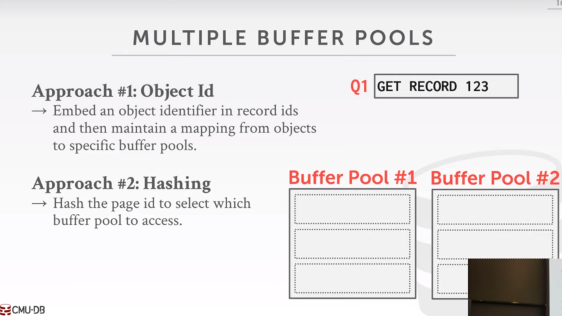 MULTIPLE BUFFER POOLS
Approach #1: Object Id
→ Embed an object identifier in record ids
and then maintain a mapping from objects
to specific buffer pools.
Approach #2: Hashing
→ Hash the page id to select which
buffer pool to access.
Q1 GET RECORD 123
Buffer Pool #1 Buffer Pool #2
CMU-DB